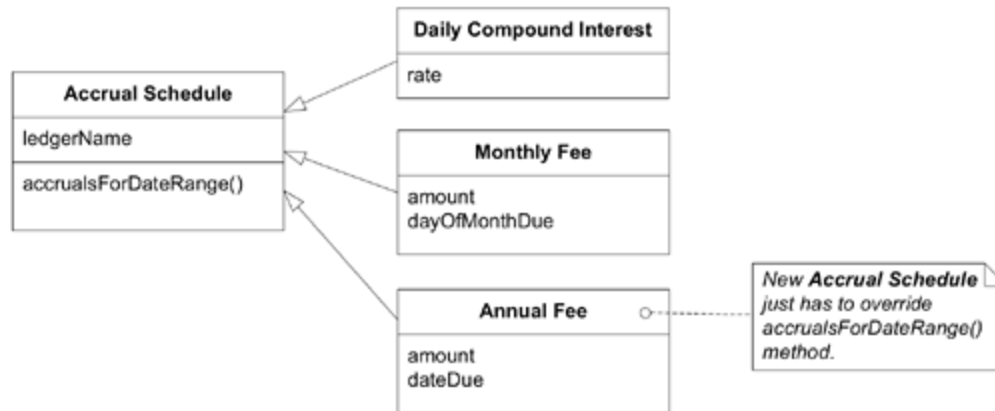 Daily Compound Interest
rate
Accrual Schedule
ledgerName
accrualsForDateRange()
Monthly Fee
amount
dayOfMonthDue
Annual Fee
amount
dateDue
New Accrual Schedule
just has to override
accrualsForDateRange()
method.